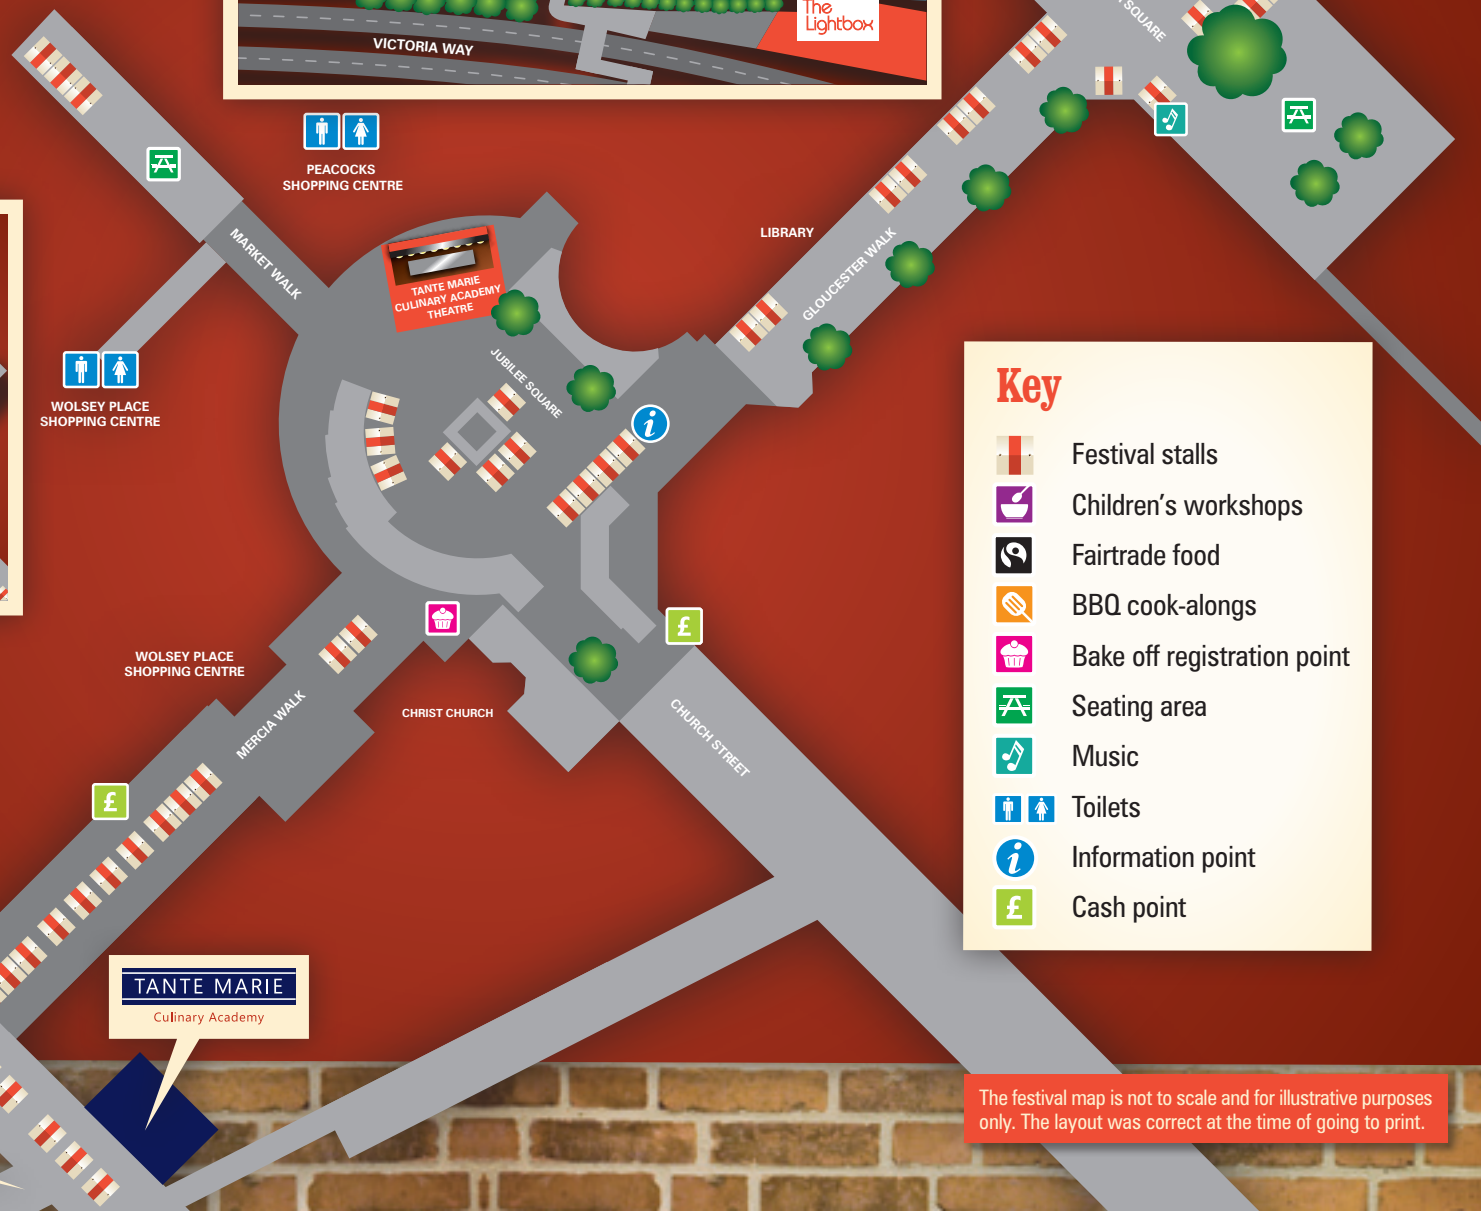 The
Lightbox
VICTORIA WAY
SQUARE
PEACOCKS
SHOPPING CENTRE
LIBRARY
GLOUCESTER WALK
MARKET WALK
TANTE MARIE
CULINARY ACADEMY
THEATRE
JUBILEE SQUARE
WOLSEY PLACE
SHOPPING CENTRE
i
£
WOLSEY PLACE
SHOPPING CENTRE
MERCIA WALK
CHRIST CHURCH
CHURCH STREET
£
TANTE MARIE
Culinary Academy
Key
Festival stalls
Children's workshops
Fairtrade food
BBQ cook-alongs
Bake off registration point
Seating area
Music
Toilets
i Information point
£ Cash point
The festival map is not to scale and for illustrative purposes
only. The layout was correct at the time of going to print.